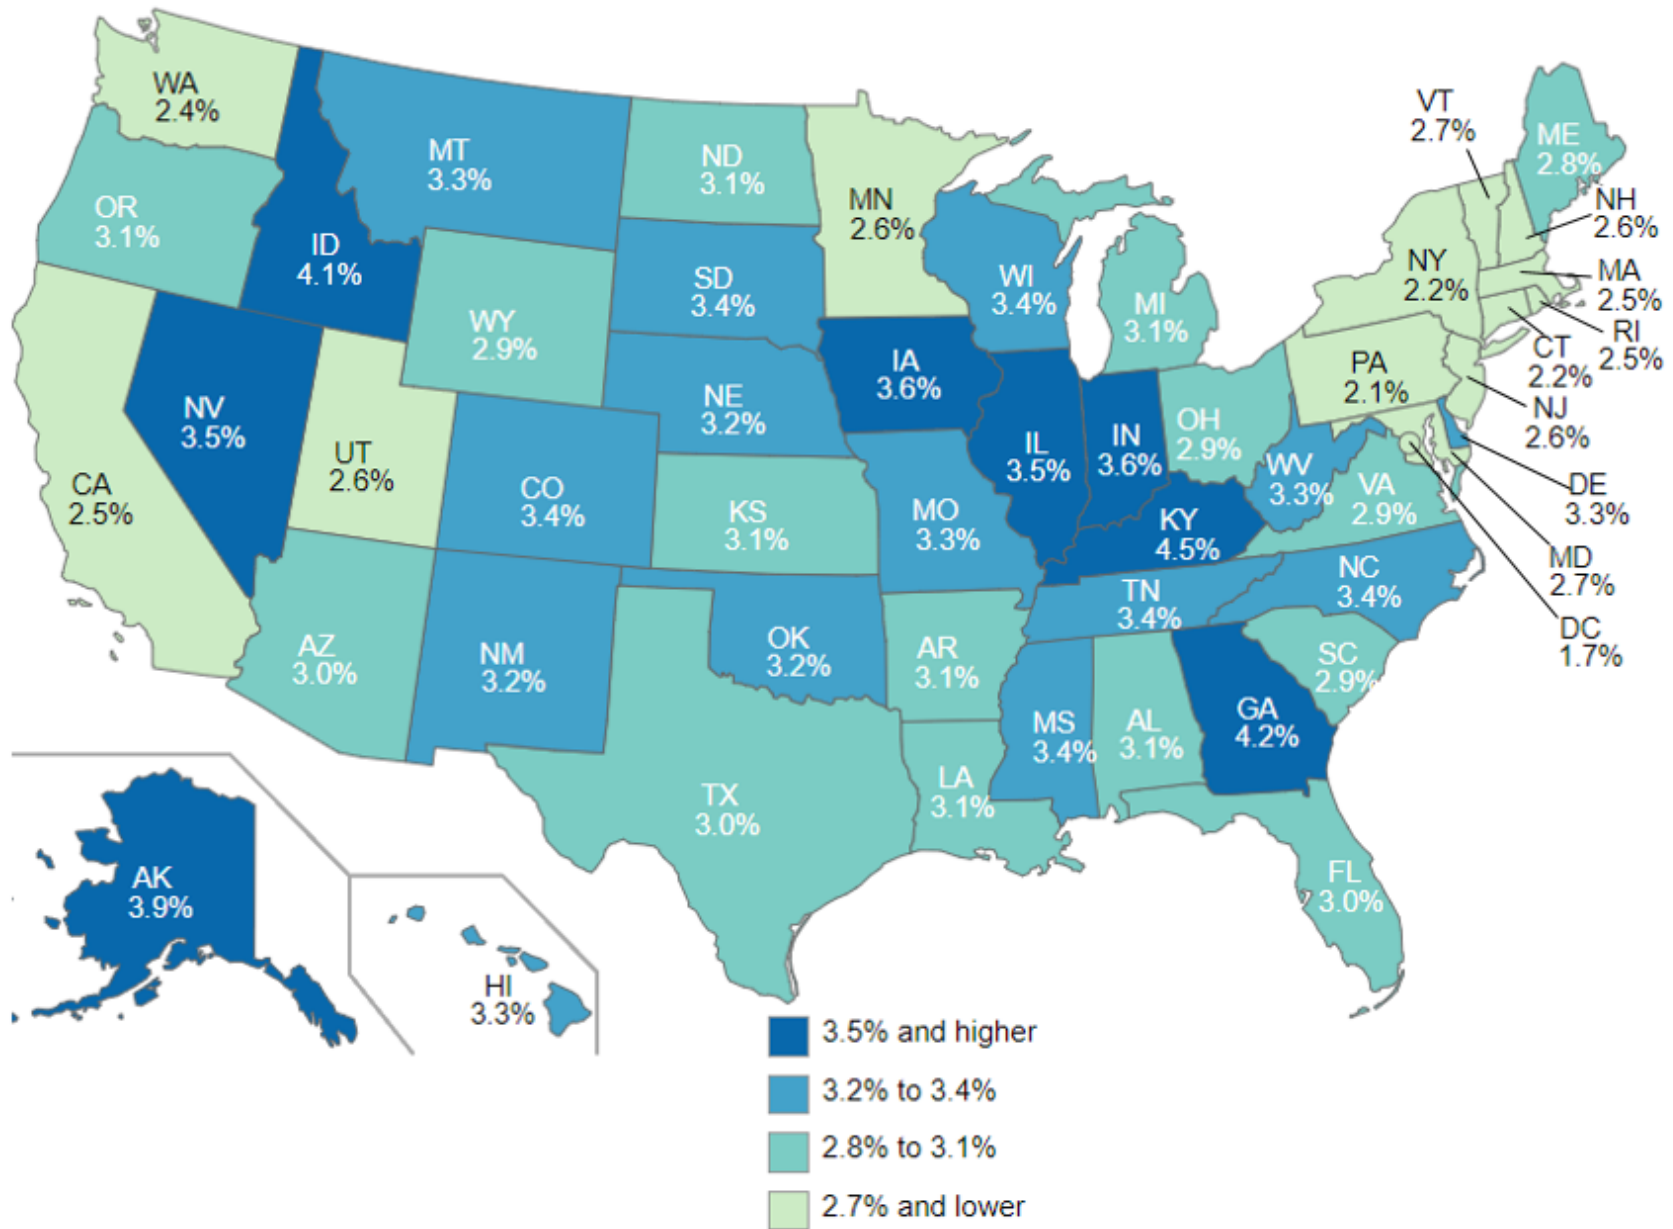 WA
2.4%
OR
3.1%
CA
2.5%
ID
4.1%
NV
3.5%
MT
3.3%
WY
2.9%
UT
2.6%
CO
3.4%
AZ
3.0%
NM
3.2%
ND
3.1%
SD
3.4%
NE
3.2%
KS
3.1%
OK
3.2%
TX
3.0%
MN
2.6%
IA
3.6%
MO
3.3%
AR
3.1%
LA
3.1%
WI
3.4%
IL
3.5%
MI
3.1%
IN
3.6%
OH
2.9%
KY
4.5%
TN
3.4%
MS
3.4%
AL
3.1%
GA
4.2%
FL
3.0%
SC
2.9%
NC
3.4%
VA
2.9%
WV
3.3%
PA
2.1%
NY
2.2%
VT
2.7%
ME
2.8%
NH
2.6%
MA
2.5%
RI
2.5%
CT
2.2%
NJ
2.6%
DE
3.3%
MD
2.7%
DC
1.7%
AK
3.9%
HI
3.3%
3.5% and higher
3.2% to 3.4%
2.8% to 3.1%
2.7% and lower